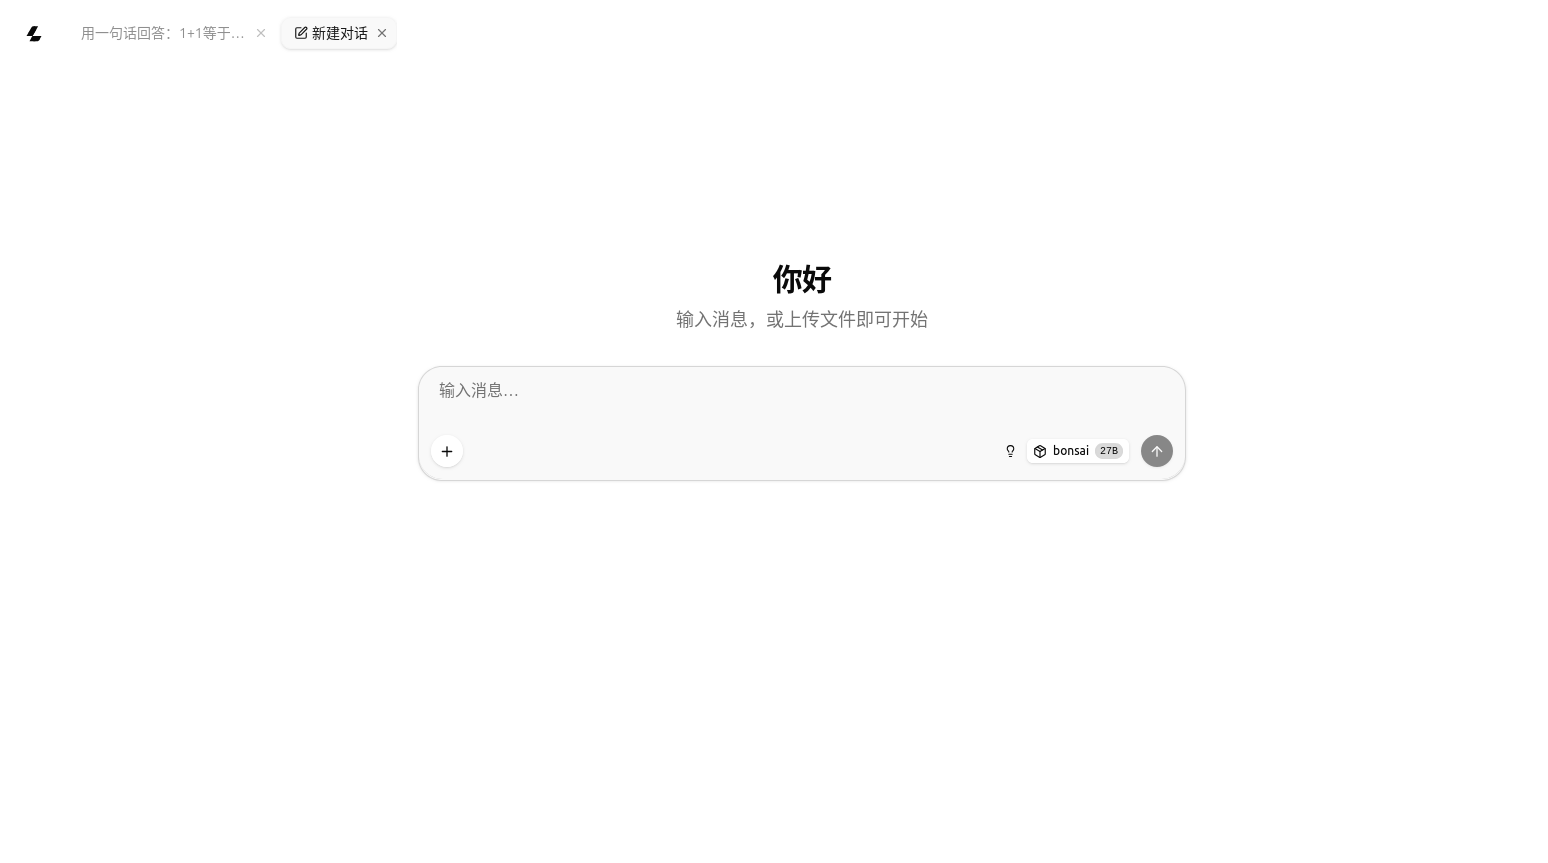 用一句话回答：1+1等于…
新建对话
你好
输入消息，或上传文件即可开始
输入消息…
bonsai 27B